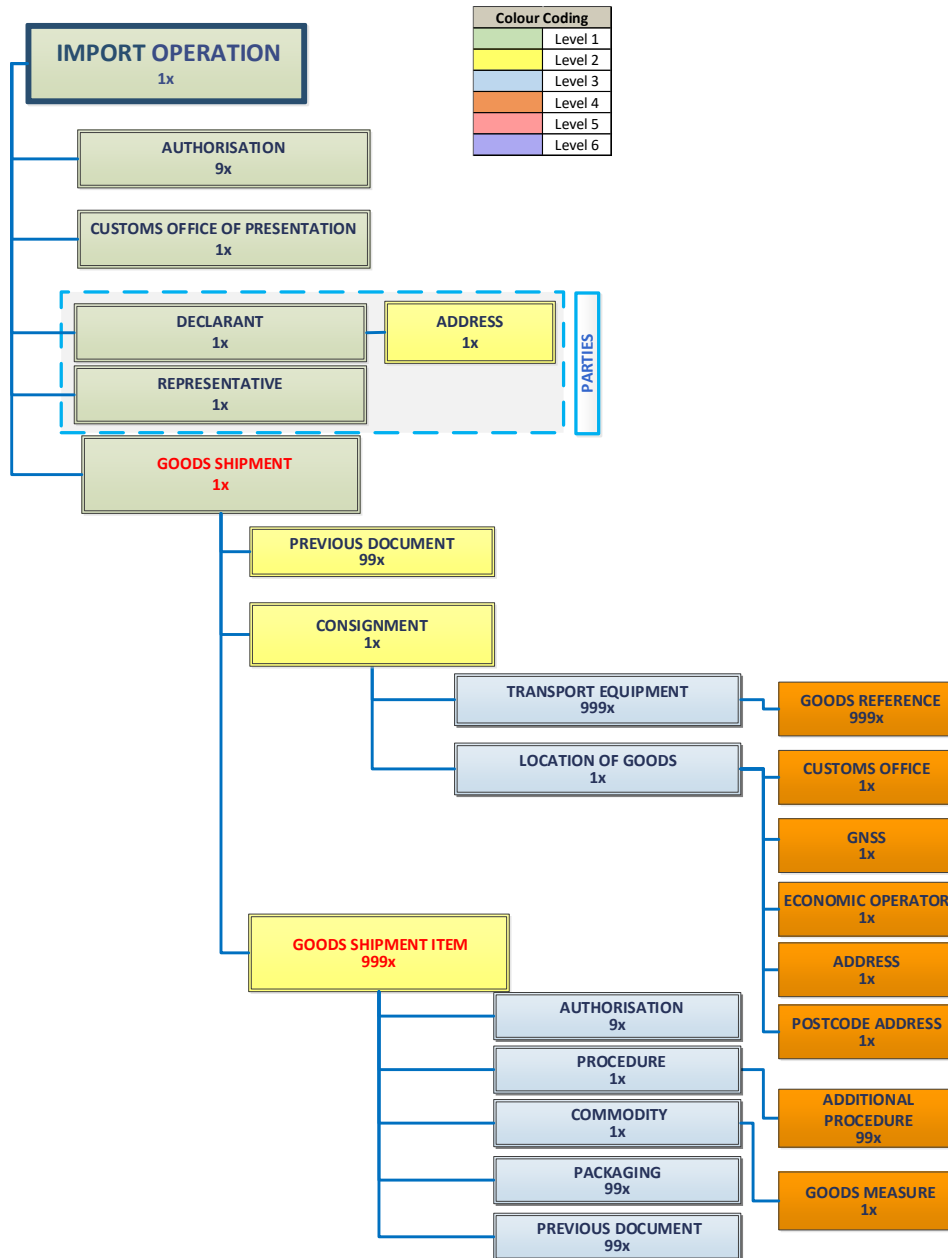 Colour Coding
Level 1
Level 2
Level 3
Level 4
Level 5
Level 6
IMPORT OPERATION
1x
AUTHORISATION
9x
CUSTOMS OFFICE OF PRESENTATION
1x
DECLARANT
1x
ADDRESS
1x
PARTIES
REPRESENTATIVE
1x
GOODS SHIPMENT
1x
PREVIOUS DOCUMENT
99x
CONSIGNMENT
1x
TRANSPORT EQUIPMENT
999x
GOODS REFERENCE
999x
LOCATION OF GOODS
1x
CUSTOMS OFFICE
1x
GNSS
1x
ECONOMIC OPERATOR
1x
ADDRESS
1x
POSTCODE ADDRESS
1x
GOODS SHIPMENT ITEM
999x
AUTHORISATION
9x
PROCEDURE
1x
ADDITIONAL
PROCEDURE
99x
COMMODITY
1x
GOODS MEASURE
1x
PACKAGING
99x
PREVIOUS DOCUMENT
99x